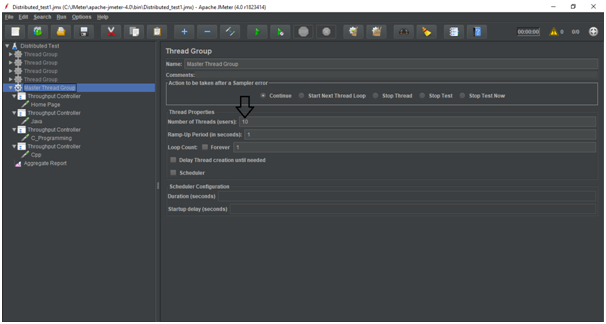 Distributed_test1.jmx (C:\JMeter\apache-jmeter-4.0\bin\Distributed_test1.jmx) - Apache JMeter (4.0 r1823414)
File Edit Search Run Options Help
00:00:00 0 0/0
Distributed Test
Thread Group
Thread Group
Thread Group
Thread Group
Master Thread Group
Throughput Controller
Home Page
Throughput Controller
Java
Throughput Controller
C_Programming
Throughput Controller
Cpp
Aggregate Report
Thread Group
Name: Master Thread Group
Comments:
Action to be taken after a Sampler error
Continue Start Next Thread Loop Stop Thread Stop Test Stop Test Now
Thread Properties
Number of Threads (users): 10
Ramp-Up Period (in seconds): 1
Loop Count: Forever 1
Delay Thread creation until needed
Scheduler
Scheduler Configuration
Duration (seconds)
Startup delay (seconds)